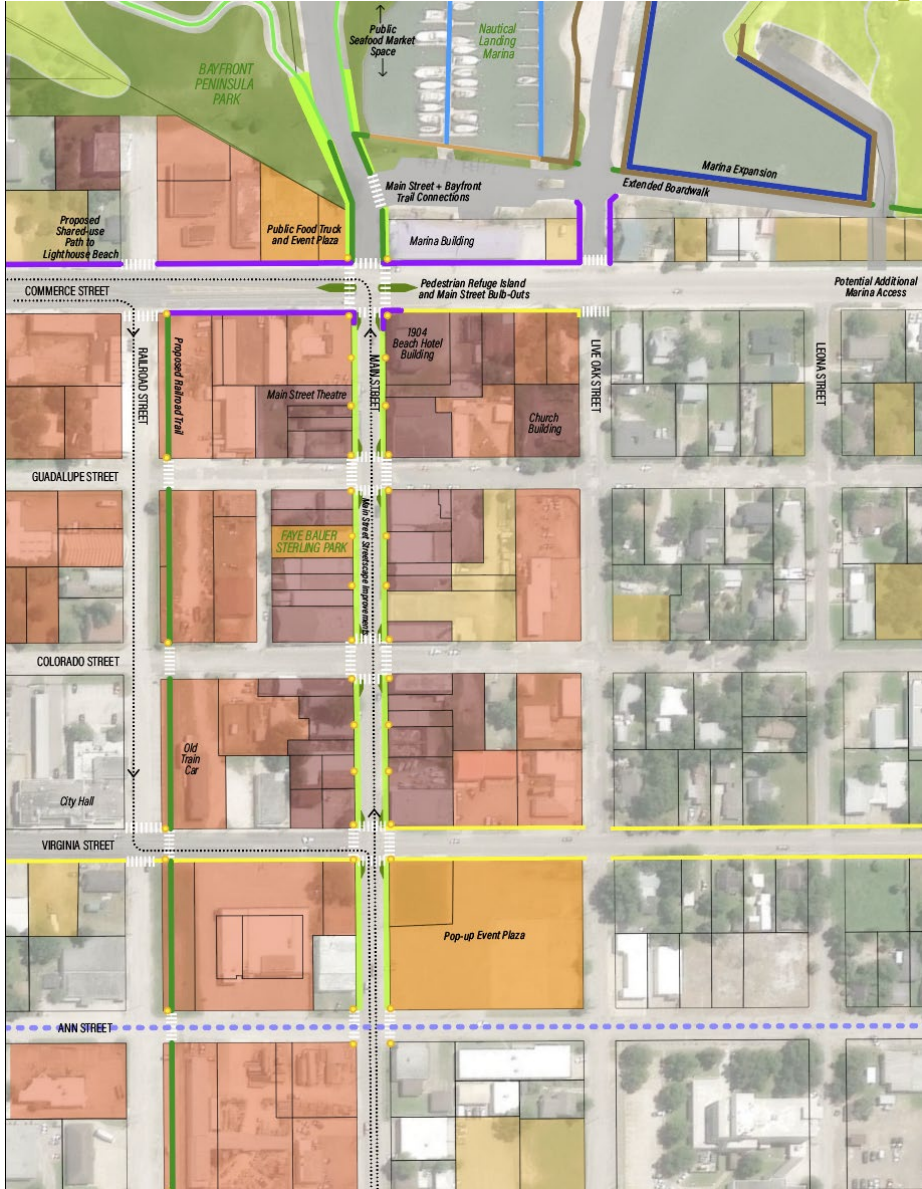 Public
Seafood Market
Space
Nautical
Landing
Marina
BAYFRONT
PENINSULA
PARK
Marina Expansion
Main Street + Bayfront
Trail Connections
Extended Boardwalk
Proposed
Shared-use
Path to
Lighthouse Beach
Public Food Truck
and Event Plaza
Marina Building
COMMERCE STREET
Pedestrian Refuge Island
and Main Street Bulb-Outs
Potential Additional
Marina Access
RAILROAD STREET
Proposed Railroad Trail
MAIN STREET
1904
Beach Hotel
Building
LIVE OAK STREET
LEONA STREET
Main Street Theatre
Church
Building
GUADALUPE STREET
Main Street Streetscape Improvements
FAYE BAUER
STERLING PARK
COLORADO STREET
Old
Train
Car
City Hall
VIRGINIA STREET
Pop-up Event Plaza
ANN STREET